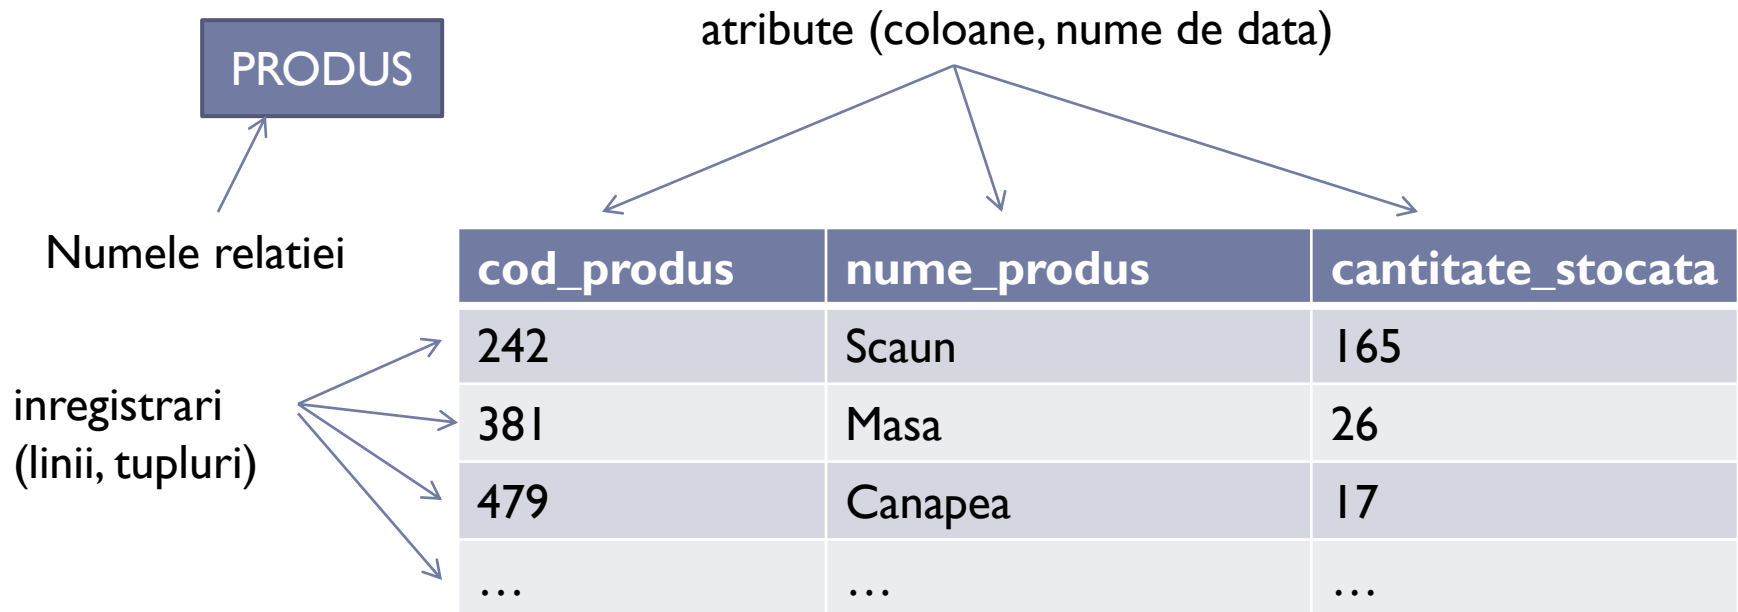 PRODUS
atribute (coloane, nume de data)
Numele relatiei
cod_produs nume_produs cantitate_stocata
242 Scaun 165
inregistrari
(linii, tupluri)
381 Masa 26
479 Canapea 17
… … …